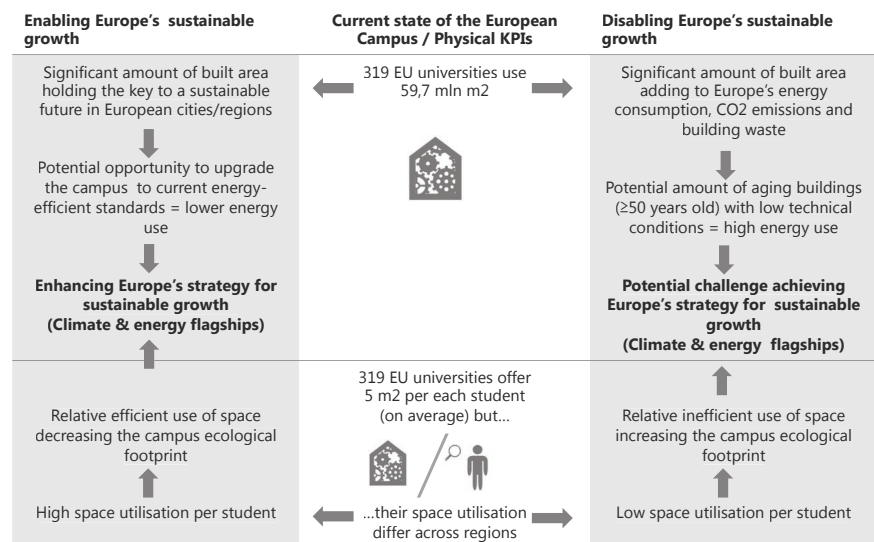 Enabling Europe's sustainable
growth
Current state of the European
Campus / Physical KPIs
Disabling Europe's sustainable
growth
Significant amount of built area
holding the key to a sustainable
future in European cities/regions
Potential opportunity to upgrade
the campus to current energy-
efficient standards = lower energy
use
Enhancing Europe's strategy for
sustainable growth
(Climate & energy flagships)
319 EU universities use
59,7 mln m2
Significant amount of built area
adding to Europe's energy
consumption, CO2 emissions and
building waste
Potential amount of aging buildings
(≥50 years old) with low technical
conditions = high energy use
Potential challenge achieving
Europe's strategy for sustainable
growth
(Climate & energy flagships)
Relative efficient use of space
decreasing the campus ecological
footprint
High space utilisation per student
319 EU universities offer
5 m2 per each student
(on average) but...
...their space utilisation
differ across regions
Relative inefficient use of space
increasing the campus ecological
footprint
Low space utilisation per student